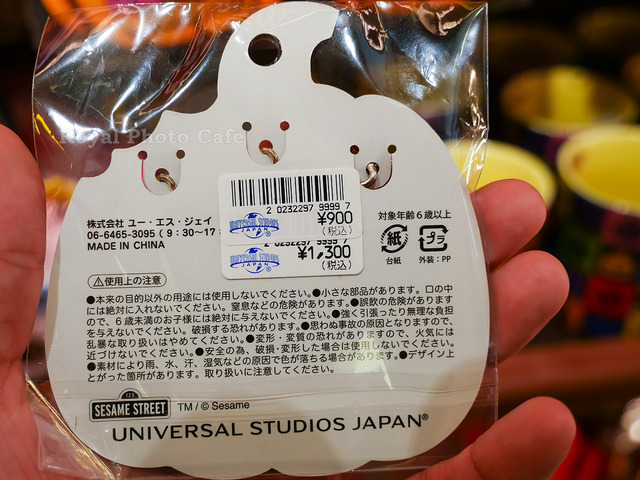 Royal Photo Cafe
2 0232297 9999 7
UNIVERSAL STUDIOS
JAPAN
¥900
(税込)
2 0232297 9999 7
UNIVERSAL STUDIOS
JAPAN
¥1,300
(税込)
株式会社 ユー・エス・ジェイ
06-6465-3095 ( 9:30〜17
MADE IN CHINA
対象年齢6歳以上
紙
プラ
台紙
外装:PP
使用上の注意
●本来の目的以外の用途には使用しないでください。●小さな部品があります。口の中
には絶対に入れないでください。窒息などの危険があります。●誤飲の危険があります
ので、6歳未満のお子様には絶対に与えないでください。●強く引張ったり無理な負担
を与えないでください。破損する恐れがあります。●思わぬ事故の原因となりますので、
乱暴な取り扱いはやめてください。●変形・変質の恐れがありますので、火気には
近づけないでください。●安全の為、破損・変形した場合は使用しないでください。
●素材により雨、水、汗、湿気などの原因で色が落ちる場合があります。●デザイン上
とがった箇所があります。取り扱いに注意してください。
123
SESAME STREET
TM / © Sesame
UNIVERSAL STUDIOS JAPAN®